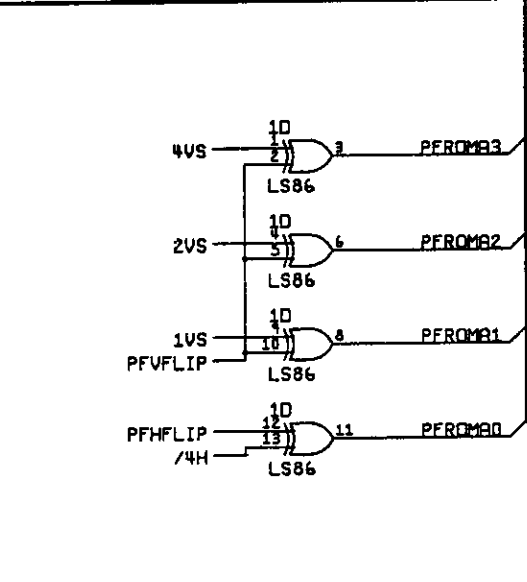 1D
1
4VS
2
3
PFROMA3
LS86
1D
4
2VS
5
6
PFROMA2
LS86
1D
9
1VS
10
8
PFROMA1
PFVFLIP
LS86
1D
12
PFHFLIP
13
11
PFROMA0
/4H
LS86